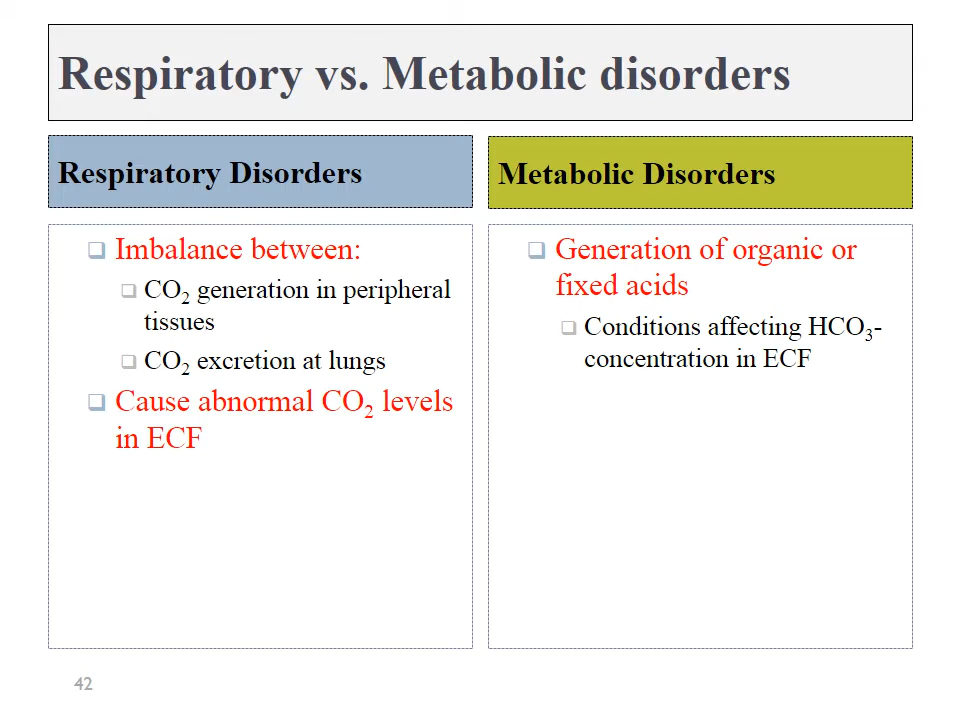 Respiratory vs. Metabolic disorders
Respiratory Disorders
Imbalance between:
CO₂ generation in peripheral
tissues
CO₂ excretion at lungs
Cause abnormal CO₂ levels
in ECF
Metabolic Disorders
Generation of organic or
fixed acids
Conditions affecting HCO₃-
concentration in ECF
42